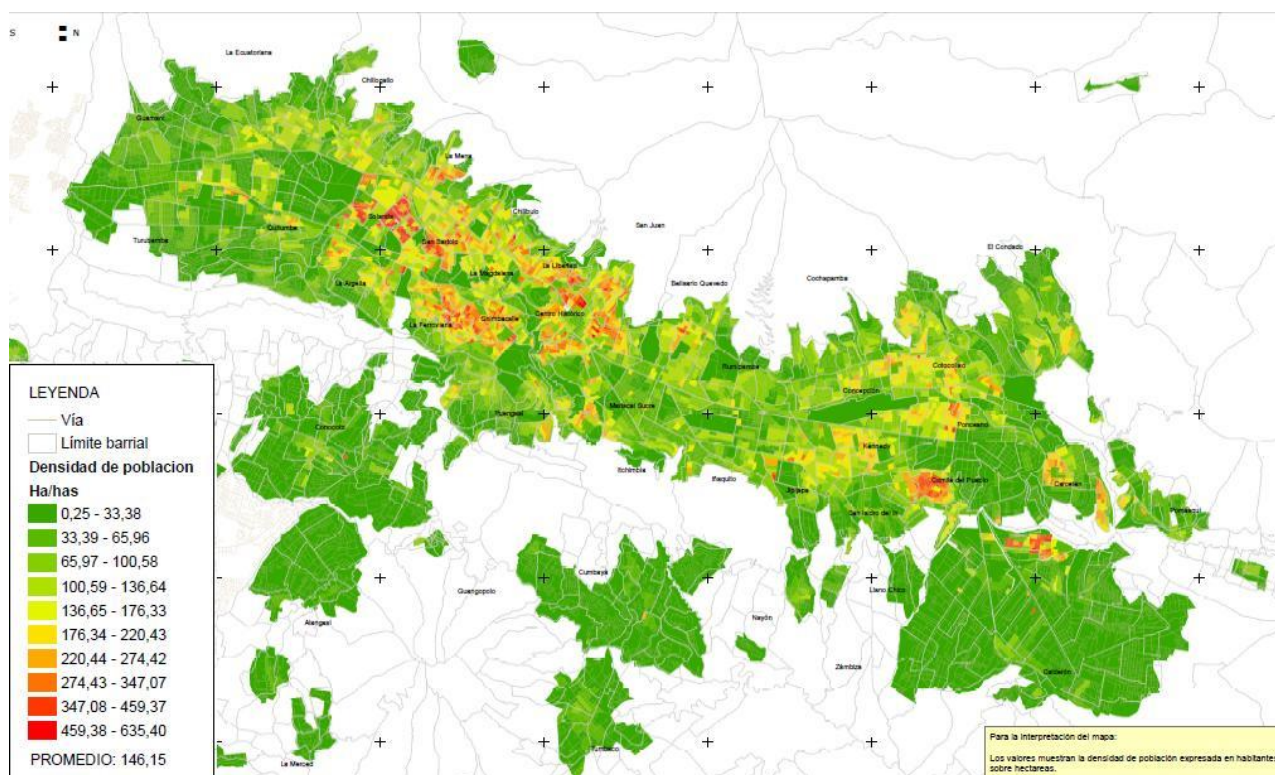 S N
La Ecuatoriana
Chillogallo
Guamaní
La Mena
Solanda
Chilibulo
Quitumbe
San Juan
Turubamba
San Bartolo
El Condado
La Magdalena
La Libertad
La Argelia
Belisario Quevedo
Cochapamba
Centro Histórico
La Ferroviaria
Chimbacalle
Rumipamba
Cotocollao
Concepción
LEYENDA
Vía
Límite barrial
Densidad de poblacion
Ha/has
0,25 - 33,38
33,39 - 65,96
65,97 - 100,58
100,59 - 136,64
136,65 - 176,33
176,34 - 220,43
220,44 - 274,42
274,43 - 347,07
347,08 - 459,37
459,38 - 635,40
PROMEDIO: 146,15
Puengasí
Mariscal Sucre
Conocoto
Ponceano
Kennedy
Itchimbía
Iñaquito
Jipijapa
Comité del Pueblo
Carcelén
San Isidro del In
Pomasqui
Cumbayá
Guangopolo
Llano Chico
Alangasí
Nayón
Zámbiza
Calderón
Tumbaco
La Merced
Para la interpretación del mapa:
Los valores muestran la densidad de población expresada en habitantes
sobre hectareas.